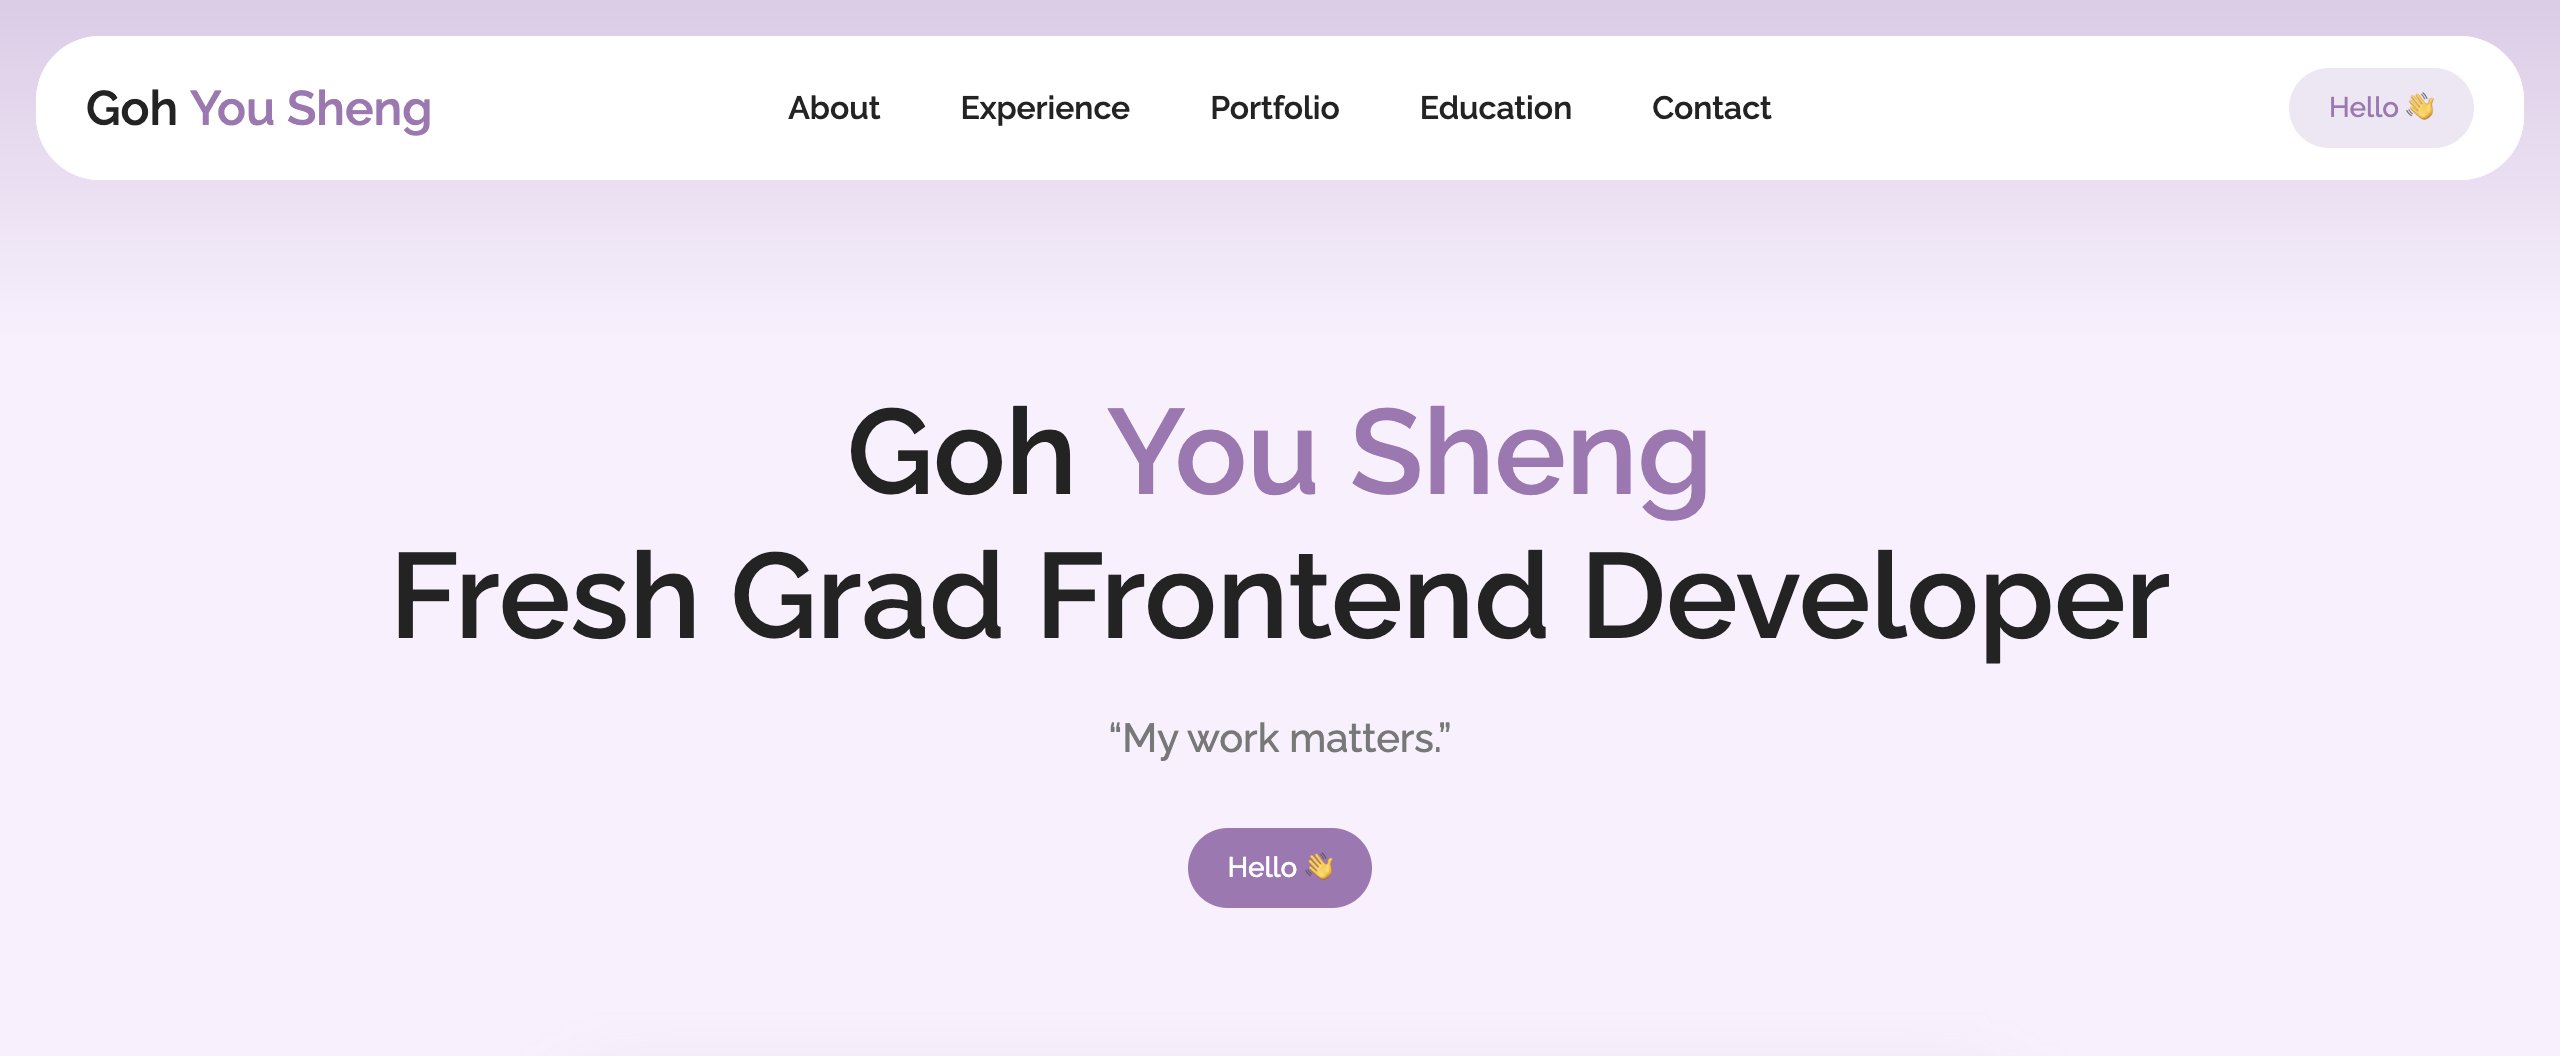 Goh You Sheng
About
Experience
Portfolio
Education
Contact
Hello 👋
Goh You Sheng
Fresh Grad Frontend Developer
“My work matters.”
Hello 👋